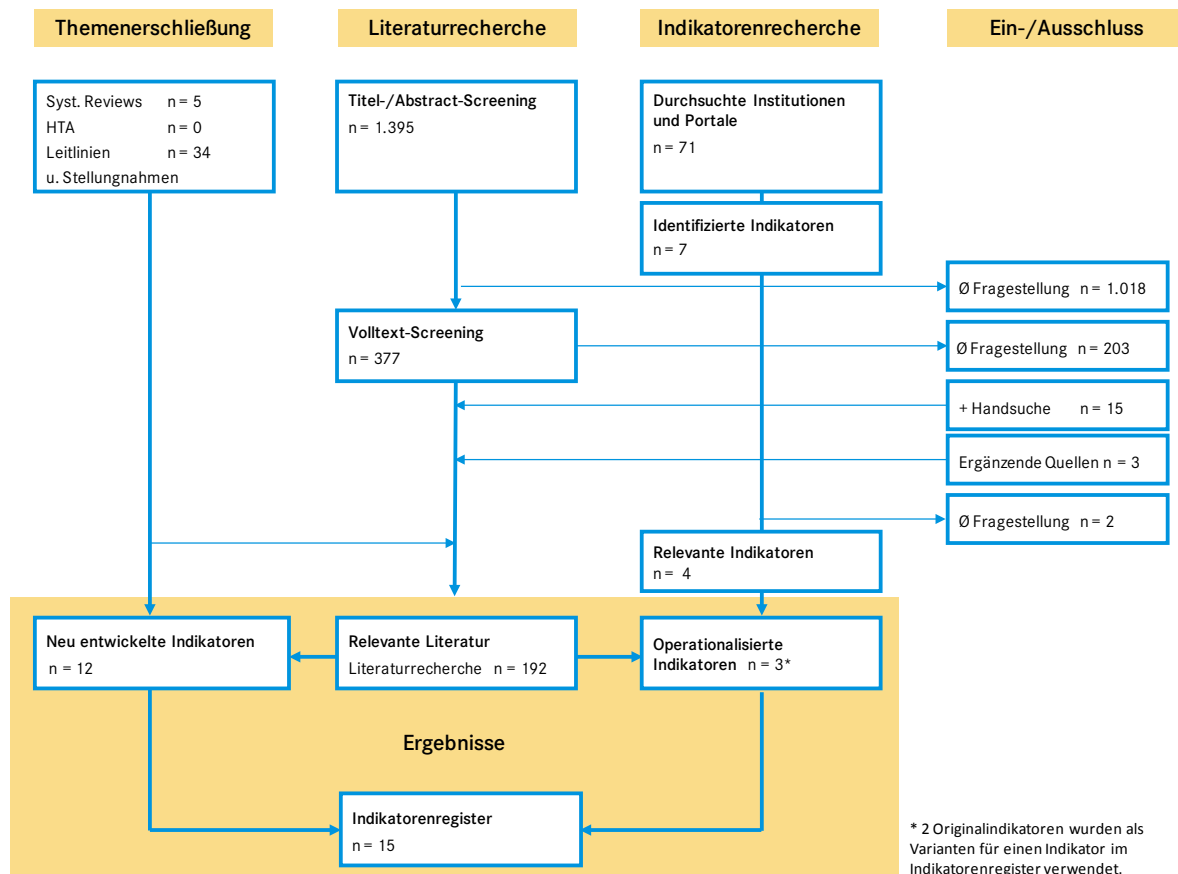 Themenerschließung
Literaturrecherche
Indikatorenrecherche
Ein-/Ausschluss
Syst. Reviews n = 5
HTA n = 0
Leitlinien n = 34
u. Stellungnahmen
Titel-/Abstract-Screening
n = 1.395
Durchsuchte Institutionen
und Portale
n = 71
Identifizierte Indikatoren
n = 7
Ø Fragestellung n = 1.018
Volltext-Screening
n = 377
Ø Fragestellung n = 203
+ Handsuche n = 15
Ergänzende Quellen n = 3
Ø Fragestellung n = 2
Relevante Indikatoren
n = 4
Neu entwickelte Indikatoren
n = 12
Relevante Literatur
Literaturrecherche n = 192
Operationalisierte
Indikatoren n = 3*
Ergebnisse
Indikatorenregister
n = 15
* 2 Originalindikatoren wurden als
Varianten für einen Indikator im
Indikatorenregister verwendet.